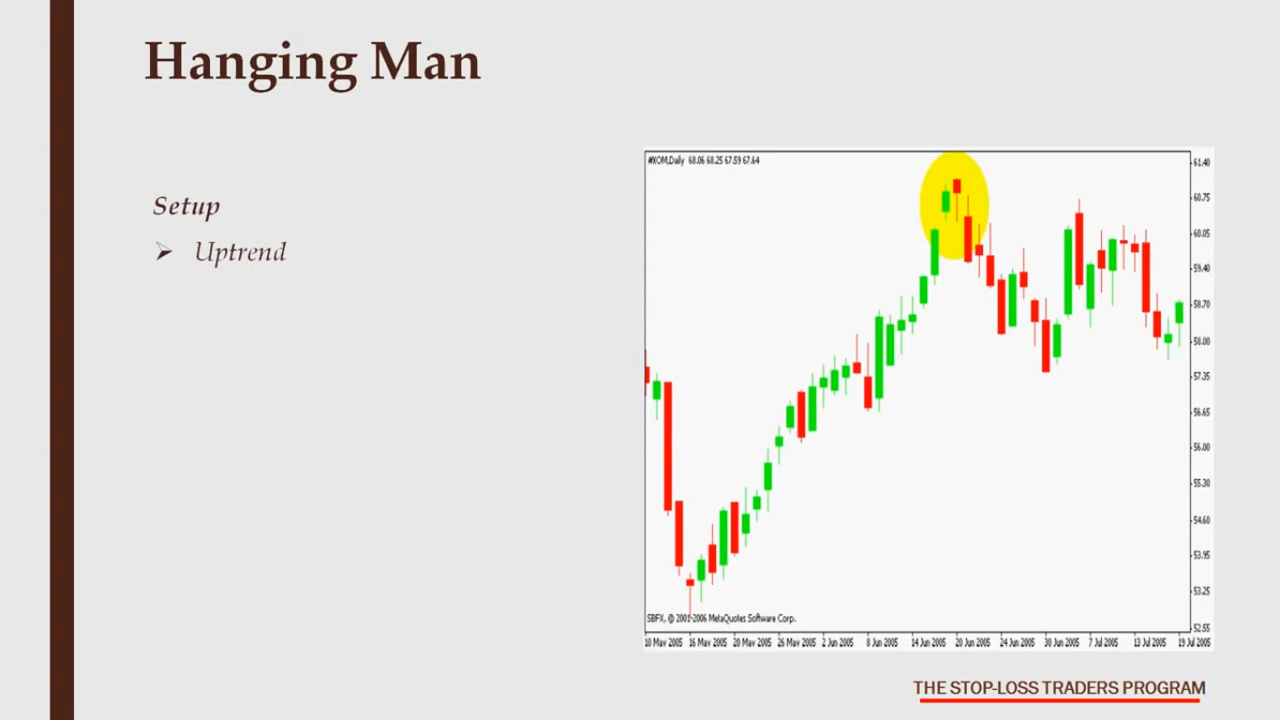 Hanging Man
Setup
Uptrend
#XOM,Daily 68.06 68.25 67.59 67.64
61.40
60.75
60.05
59.40
58.70
58.00
57.35
56.65
56.00
55.30
54.60
53.95
53.25
52.55
SBFX, © 2001-2006 MetaQuotes Software Corp.
10 May 2005 16 May 2005 20 May 2005 26 May 2005 2 Jun 2005 8 Jun 2005 14 Jun 2005 20 Jun 2005 24 Jun 2005 30 Jun 2005 7 Jul 2005 13 Jul 2005 19 Jul 2005
THE STOP-LOSS TRADERS PROGRAM